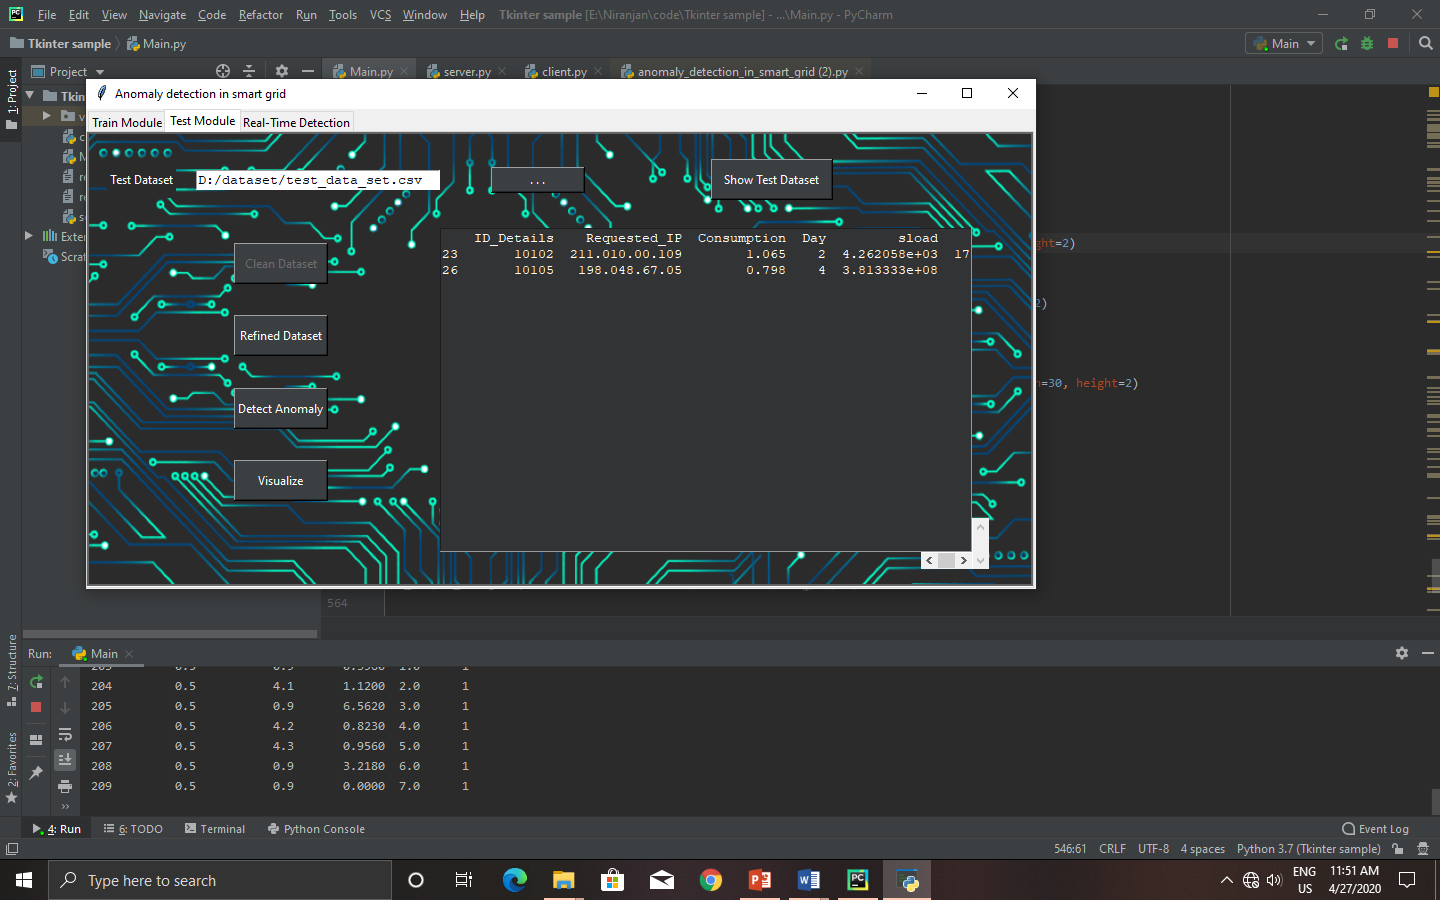 File Edit View Navigate Code Refactor Run Tools VCS Window Help Tkinter sample [E:\Niranjan\code\Tkinter sample] - ...\Main.py - PyCharm
Tkinter sample Main.py Main
1: Project
Project Main.py server.py client.py anomaly_detection_in_smart_grid (2).py
Anomaly detection in smart grid
Train Module Test Module Real-Time Detection
Test Dataset D:/dataset/test_data_set.csv ... Show Test Dataset
ID_Details Requested_IP Consumption Day sload
23 10102 211.010.00.109 1.065 2 4.262058e+03 17
26 10105 198.048.67.05 0.798 4 3.813333e+08
Clean Dataset
Refined Dataset
Detect Anomaly
Visualize
Tkin
Exter
Scrat
ght=2)
2)
=30, height=2)
564
7: Structure
2: Favorites
Run: Main
204 0.5 4.1 1.1200 2.0 1
205 0.5 0.9 6.5620 3.0 1
206 0.5 4.2 0.8230 4.0 1
207 0.5 4.3 0.9560 5.0 1
208 0.5 0.9 3.2180 6.0 1
209 0.5 0.9 0.0000 7.0 1
4: Run 6: TODO Terminal Python Console Event Log
546:61 CRLF UTF-8 4 spaces Python 3.7 (Tkinter sample)
Type here to search
ENG
US
11:51 AM
4/27/2020